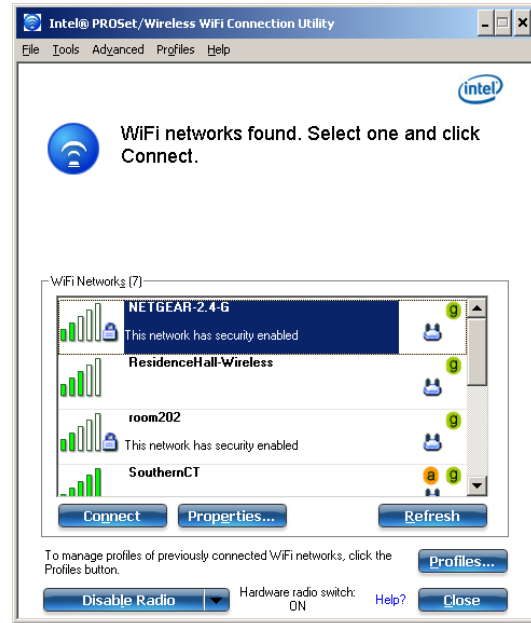 Intel® PROSet/Wireless WiFi Connection Utility
File Tools Advanced Profiles Help
intel
WiFi networks found. Select one and click
Connect.
WiFi Networks (7)
NETGEAR-2.4-G
g
This network has security enabled
ResidenceHall-Wireless
g
room202
g
This network has security enabled
SouthernCT
a g
Connect Properties... Refresh
To manage profiles of previously connected WiFi networks, click the
Profiles button.
Profiles...
Disable Radio
Hardware radio switch:
ON
Help?
Close